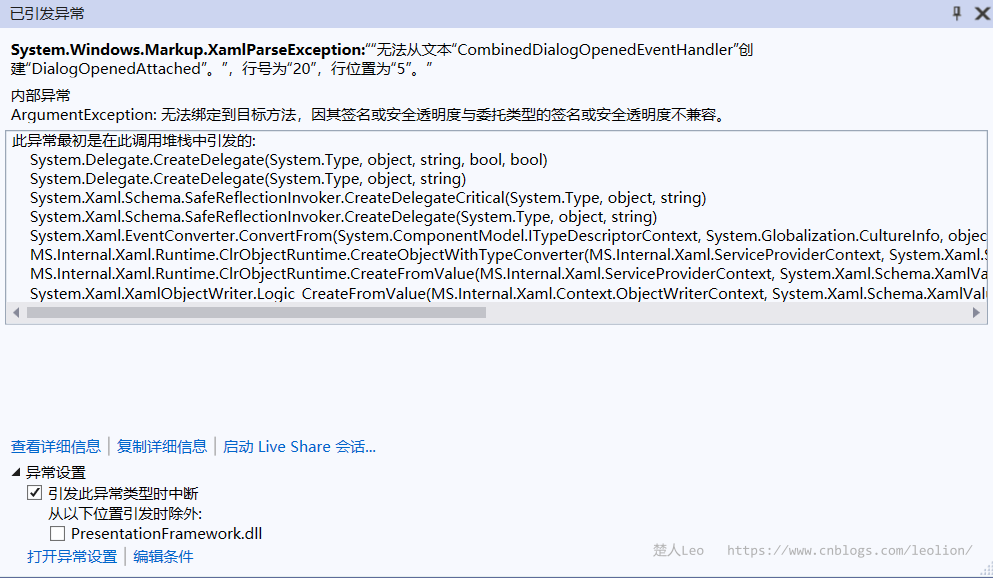 已引发异常
System.Windows.Markup.XamlParseException:““无法从文本“CombinedDialogOpenedEventHandler”创
建“DialogOpenedAttached”。”，行号为“20”，行位置为“5”。”
内部异常
ArgumentException: 无法绑定到目标方法，因其签名或安全透明度与委托类型的签名或安全透明度不兼容。
此异常最初是在此调用堆栈中引发的:
System.Delegate.CreateDelegate(System.Type, object, string, bool, bool)
System.Delegate.CreateDelegate(System.Type, object, string)
System.Xaml.Schema.SafeReflectionInvoker.CreateDelegateCritical(System.Type, object, string)
System.Xaml.Schema.SafeReflectionInvoker.CreateDelegate(System.Type, object, string)
System.Xaml.EventConverter.ConvertFrom(System.ComponentModel.ITypeDescriptorContext, System.Globalization.CultureInfo, objec
MS.Internal.Xaml.Runtime.ClrObjectRuntime.CreateObjectWithTypeConverter(MS.Internal.Xaml.ServiceProviderContext, System.Xaml.S
MS.Internal.Xaml.Runtime.ClrObjectRuntime.CreateFromValue(MS.Internal.Xaml.ServiceProviderContext, System.Xaml.Schema.XamlVa
System.Xaml.XamlObjectWriter.Logic_CreateFromValue(MS.Internal.Xaml.Context.ObjectWriterContext, System.Xaml.Schema.XamlValu
查看详细信息 | 复制详细信息 | 启动 Live Share 会话...
异常设置
引发此异常类型时中断
从以下位置引发时除外:
PresentationFramework.dll
打开异常设置 | 编辑条件
楚人Leo https://www.cnblogs.com/leolion/